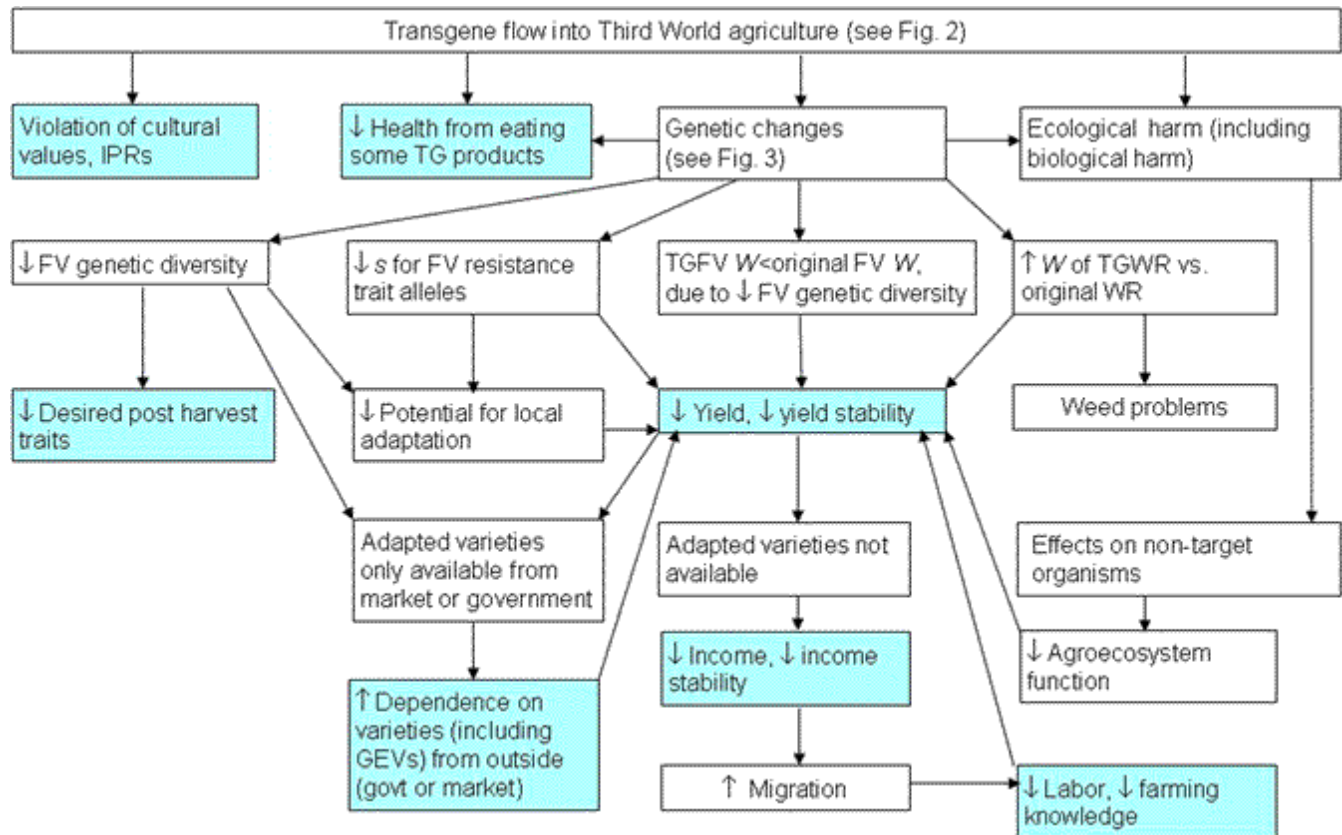 Transgene flow into Third World agriculture (see Fig. 2)
Violation of cultural
values, IPRs
↓ Health from eating
some TG products
Genetic changes
(see Fig. 3)
Ecological harm (including
biological harm)
↓ FV genetic diversity
↓ s for FV resistance
trait alleles
TGFV W<original FV W,
due to ↓ FV genetic diversity
↑ W of TGWR vs.
original WR
↓ Desired post harvest
traits
↓ Potential for local
adaptation
↓ Yield, ↓ yield stability
Weed problems
Adapted varieties
only available from
market or government
Adapted varieties not
available
Effects on non-target
organisms
↑ Dependence on
varieties (including
GEVs) from outside
(govt or market)
↓ Income, ↓ income
stability
↓ Agroecosystem
function
↑ Migration
↓ Labor, ↓ farming
knowledge